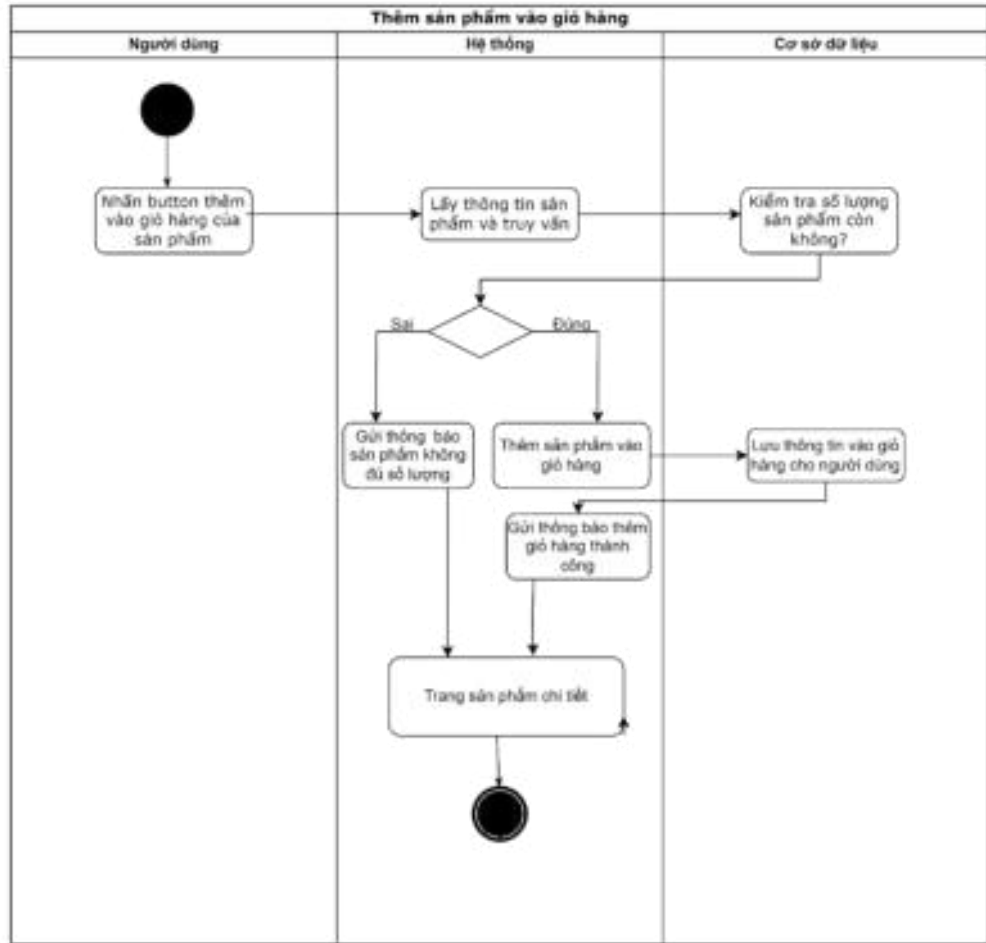 Thêm sản phẩm vào giỏ hàng
Người dùng
Hệ thống
Cơ sở dữ liệu
Nhấn button thêm
vào giỏ hàng của
sản phẩm
Lấy thông tin sản
phẩm và truy vấn
Kiểm tra số lượng
sản phẩm còn
không?
Sai
Đúng
Gửi thông báo
sản phẩm không
đủ số lượng
Thêm sản phẩm vào
giỏ hàng
Lưu thông tin vào giỏ
hàng cho người dùng
Gửi thông báo thêm
giỏ hàng thành
công
Trang sản phẩm chi tiết